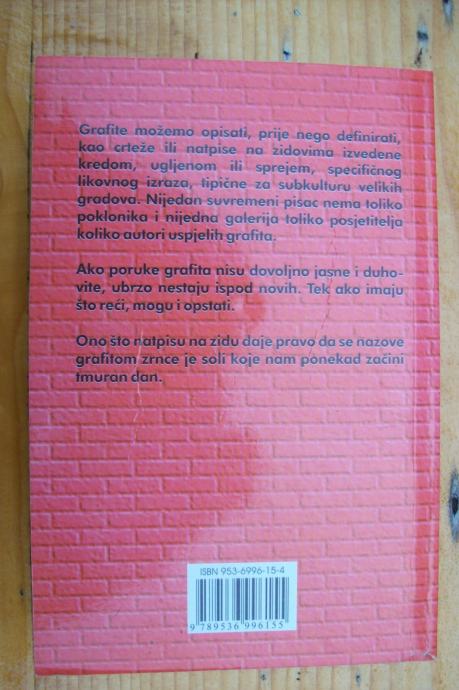 Grafite možemo opisati, prije nego definirati,
kao crteže ili natpise na zidovima izvedene
kredom, ugljenom ili sprejem, specifičnog
likovnog izraza, tipične za subkulturu velikih
gradova. Nijedan suvremeni pisac nema toliko
poklonika i nijedna galerija toliko posjetitelja
koliko autori uspjelih grafita.
Ako poruke grafita nisu dovoljno jasne i duho-
vite, ubrzo nestaju ispod novih. Tek ako imaju
što reći, mogu i opstati.
Ono što natpisu na zidu daje pravo da se nazove
grafitom zrnce je soli koje nam ponekad začini
tmuran dan.
ISBN 953-6996-15-4
9 789536 996155